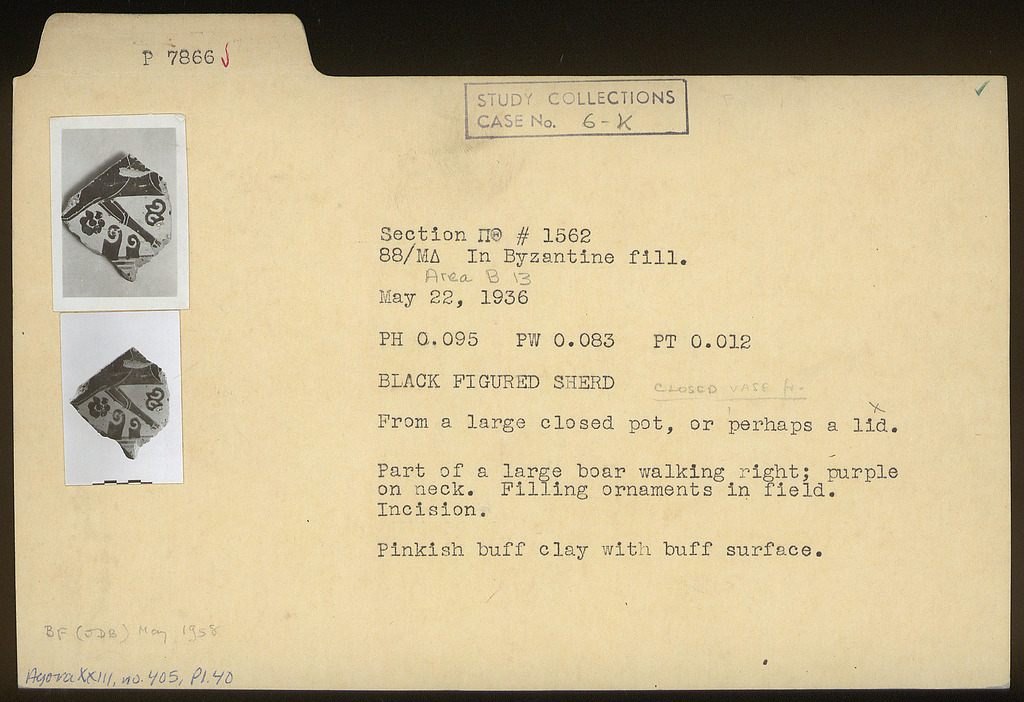 P 7866 ✓
STUDY COLLECTIONS
CASE No. 6-K
✓
Section ΠΘ # 1562
88/ΜΔ In Byzantine fill.
Area B 13
May 22, 1936
PH 0.095 PW 0.083 PT 0.012
BLACK FIGURED SHERD CLOSED VASE fr.
From a large closed pot, or perhaps a lid.
Part of a large boar walking right; purple
on neck. Filling ornaments in field.
Incision.
Pinkish buff clay with buff surface.
BF (JDB) May 1958
Agora XXIII, no. 405, Pl. 40